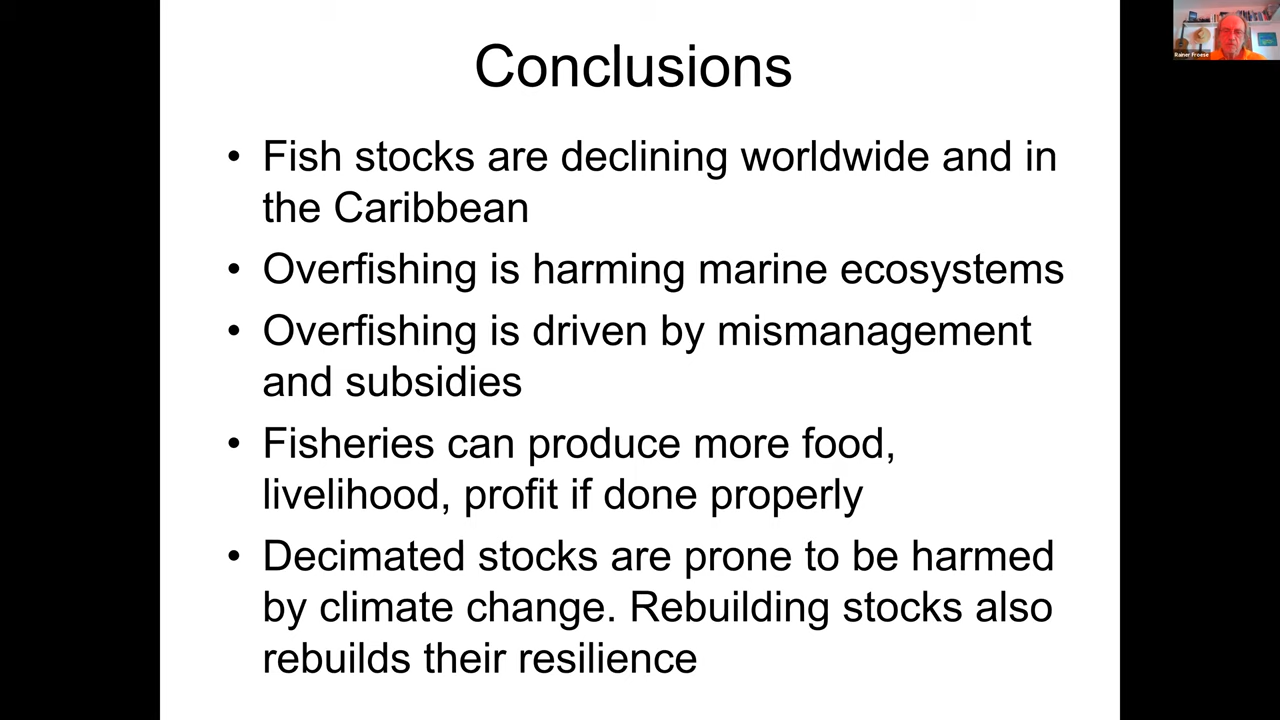 Conclusions
• Fish stocks are declining worldwide and in
the Caribbean
• Overfishing is harming marine ecosystems
• Overfishing is driven by mismanagement
and subsidies
• Fisheries can produce more food,
livelihood, profit if done properly
• Decimated stocks are prone to be harmed
by climate change. Rebuilding stocks also
rebuilds their resilience
Rainer Froese